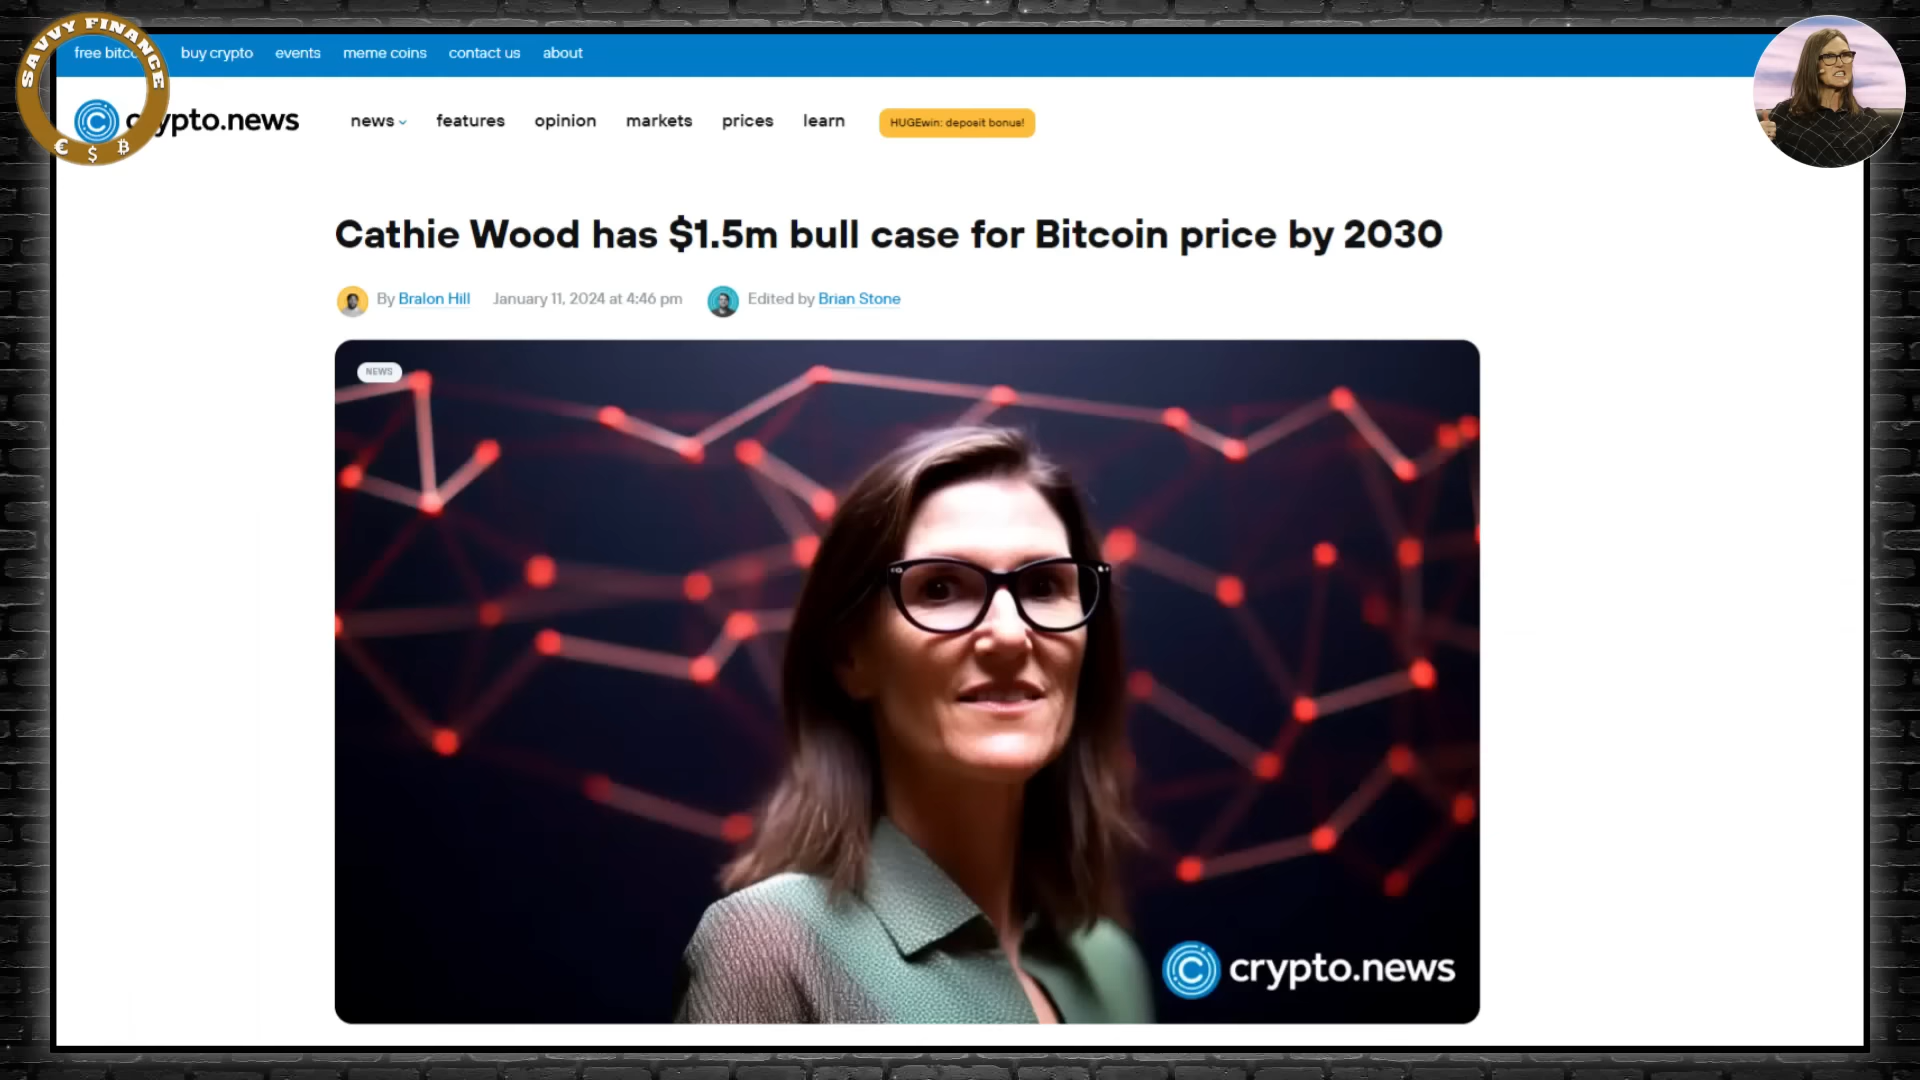 SAVVY FINANCE
€ $ ₿
free bitco
buy crypto
events
meme coins
contact us
about
crypto.news
news
features
opinion
markets
prices
learn
HUGEwin: deposit bonus!
Cathie Wood has $1.5m bull case for Bitcoin price by 2030
By Bralon Hill
January 11, 2024 at 4:46 pm
Edited by Brian Stone
NEWS
crypto.news